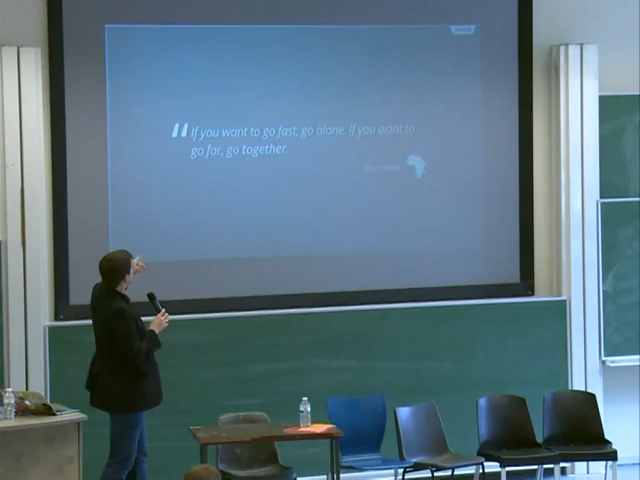 "If you want to go fast, go alone. If you want to
go far, go together.